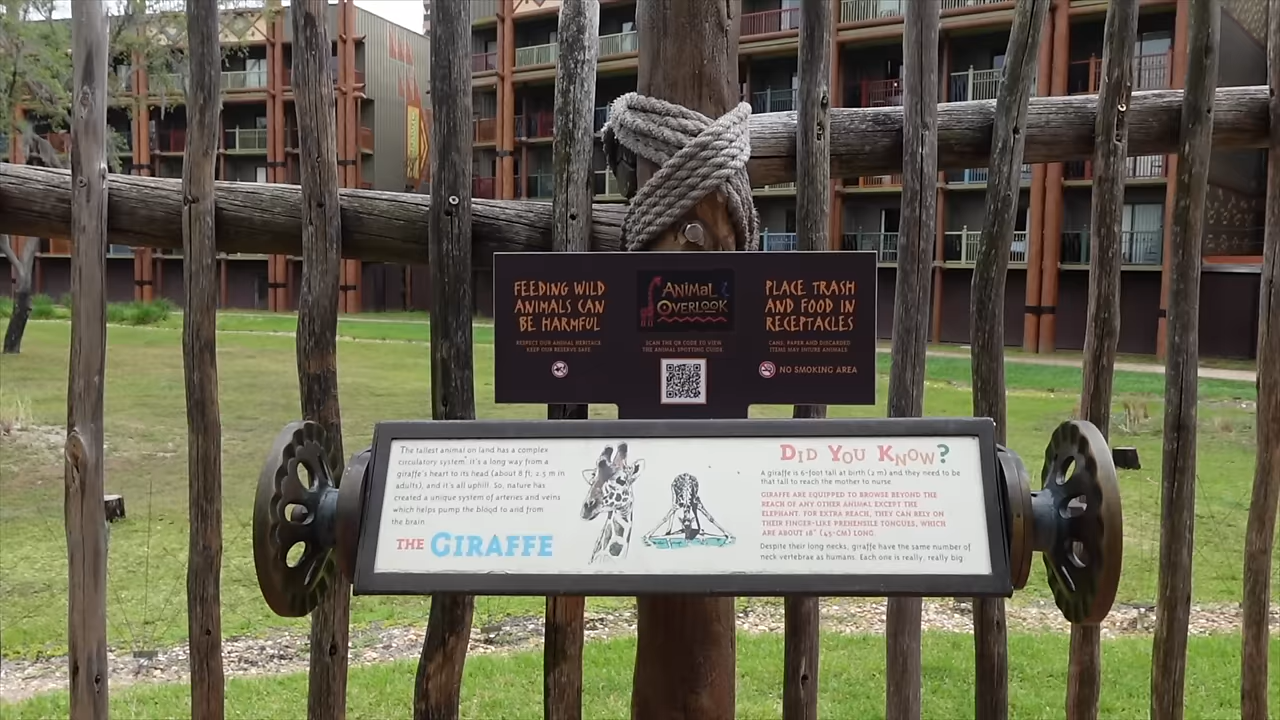 FEEDING WILD
ANIMALS CAN
BE HARMFUL
RESPECT OUR ANIMAL HERITAGE
KEEP OUR RESERVE SAFE
ANIMAL
OVERLOOK
SCAN THE QR CODE TO VIEW
THE ANIMAL SPOTTING GUIDE
PLACE TRASH
AND FOOD IN
RECEPTACLES
CANS, PAPER AND DISCARDED
ITEMS MAY INJURE ANIMALS
NO SMOKING AREA
The tallest animal on land has a complex
circulatory system. It's a long way from a
giraffe's heart to its head (about 8 ft; 2.5 m in
adults), and it's all uphill. So, nature has
created a unique system of arteries and veins
which helps pump the blood to and from
the brain.
THE GIRAFFE
DID YOU KNOW?
A giraffe is 6-foot tall at birth (2 m) and they need to be
that tall to reach the mother to nurse
GIRAFFE ARE EQUIPPED TO BROWSE BEYOND THE
REACH OF ANY OTHER ANIMAL EXCEPT THE
ELEPHANT. FOR EXTRA REACH, THEY CAN RELY ON
THEIR FINGER-LIKE PREHENSILE TONGUES, WHICH
ARE ABOUT 18" (45-CM) LONG.
Despite their long necks, giraffe have the same number of
neck vertebrae as humans. Each one is really, really big